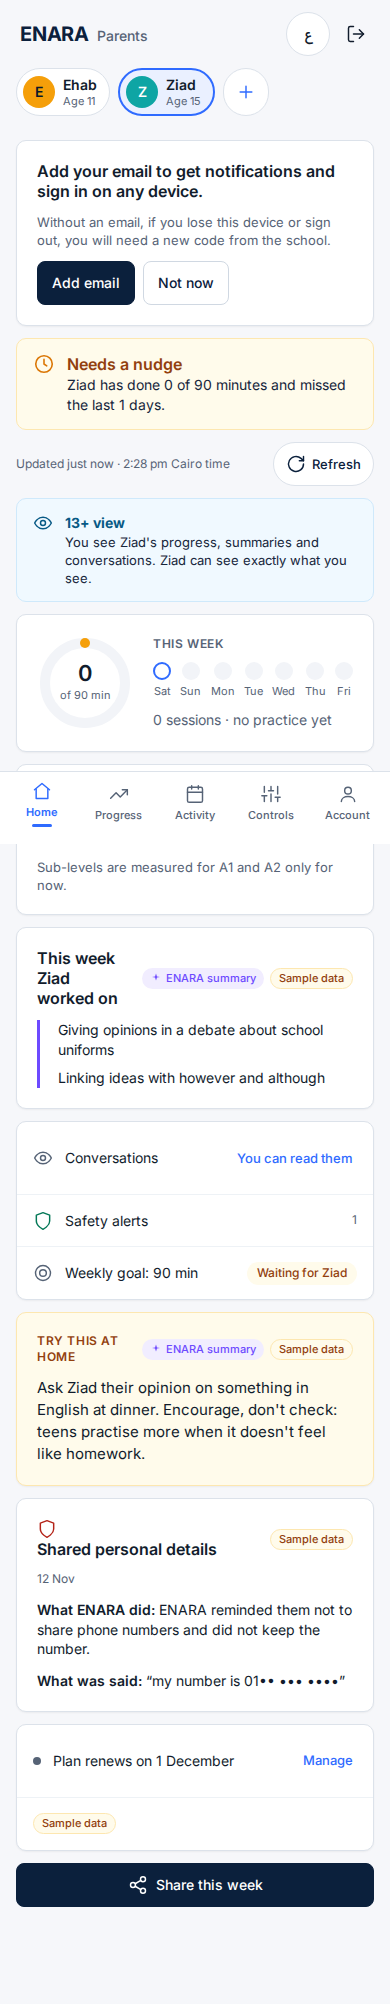 ENARA Parents
ع
E
Ehab
Age 11
Z
Ziad
Age 15
Add your email to get notifications and
sign in on any device.
Without an email, if you lose this device or sign
out, you will need a new code from the school.
Add email
Not now
Needs a nudge
Ziad has done 0 of 90 minutes and missed
the last 1 days.
Updated just now · 2:28 pm Cairo time
Refresh
13+ view
You see Ziad's progress, summaries and
conversations. Ziad can see exactly what you
see.
0
of 90 min
THIS WEEK
Sat Sun Mon Tue Wed Thu Fri
0 sessions · no practice yet
Home
Progress
Activity
Controls
Account
Sub-levels are measured for A1 and A2 only for
now.
This week
Ziad
worked on
ENARA summary
Sample data
Giving opinions in a debate about school
uniforms
Linking ideas with however and although
Conversations
You can read them
Safety alerts
1
Weekly goal: 90 min
Waiting for Ziad
TRY THIS AT
HOME
ENARA summary
Sample data
Ask Ziad their opinion on something in
English at dinner. Encourage, don't check:
teens practise more when it doesn't feel
like homework.
Shared personal details
Sample data
12 Nov
What ENARA did: ENARA reminded them not to
share phone numbers and did not keep the
number.
What was said: “my number is 01•• ••• ••••”
Plan renews on 1 December
Manage
Sample data
Share this week